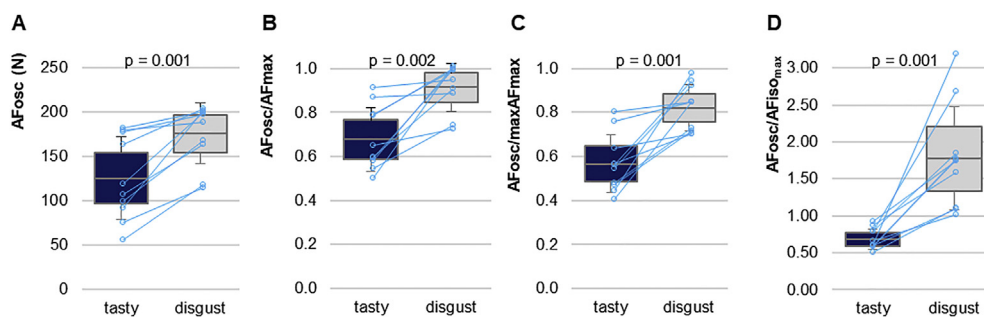 A
AFosc (N)
p = 0.001
250
200
150
100
50
0
tasty disgust
B
AFosc/AFmax
p = 0.002
1.0
0.8
0.6
0.4
0.2
0.0
tasty disgust
C
AFosc/max/AFmax
p = 0.001
1.0
0.8
0.6
0.4
0.2
0.0
tasty disgust
D
AFosc/AFisomax
p = 0.001
3.00
2.50
2.00
1.50
1.00
0.50
0.00
tasty disgust